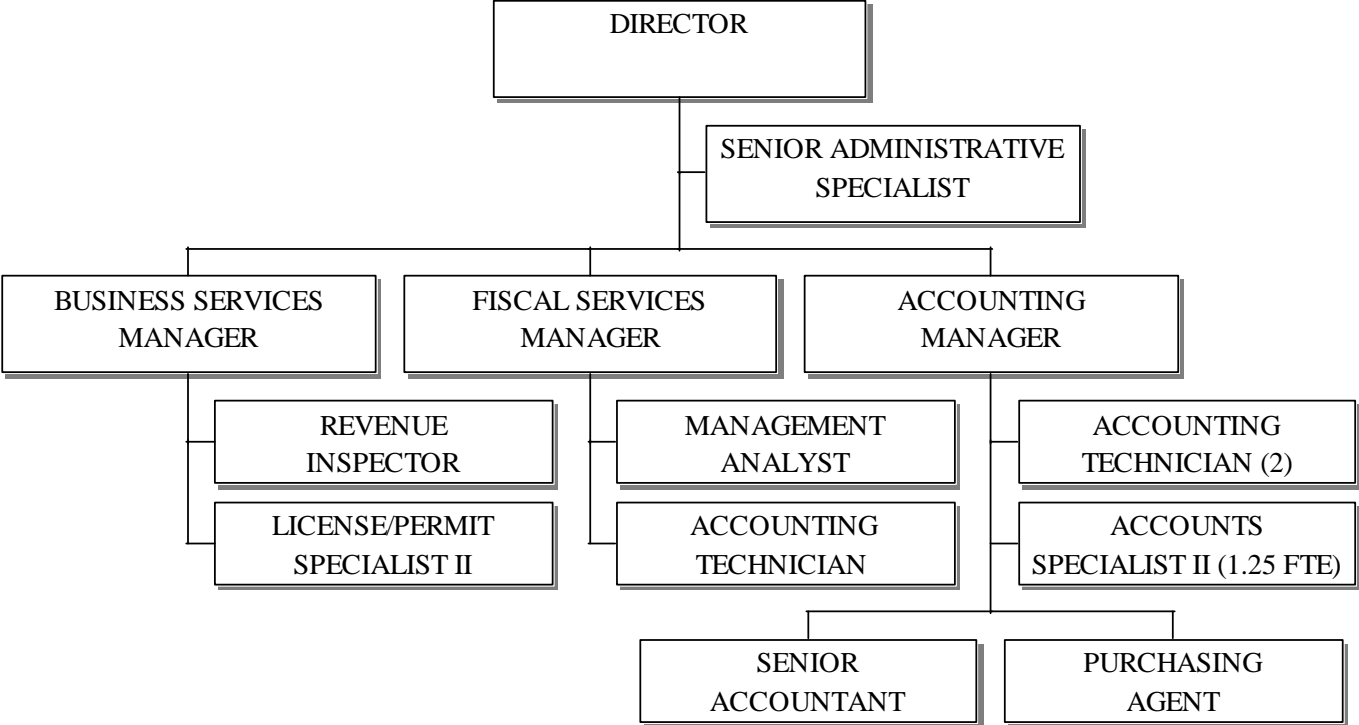 DIRECTOR
SENIOR ADMINISTRATIVE
SPECIALIST
BUSINESS SERVICES
MANAGER
FISCAL SERVICES
MANAGER
ACCOUNTING
MANAGER
REVENUE
INSPECTOR
MANAGEMENT
ANALYST
ACCOUNTING
TECHNICIAN (2)
LICENSE/PERMIT
SPECIALIST II
ACCOUNTING
TECHNICIAN
ACCOUNTS
SPECIALIST II (1.25 FTE)
SENIOR
ACCOUNTANT
PURCHASING
AGENT